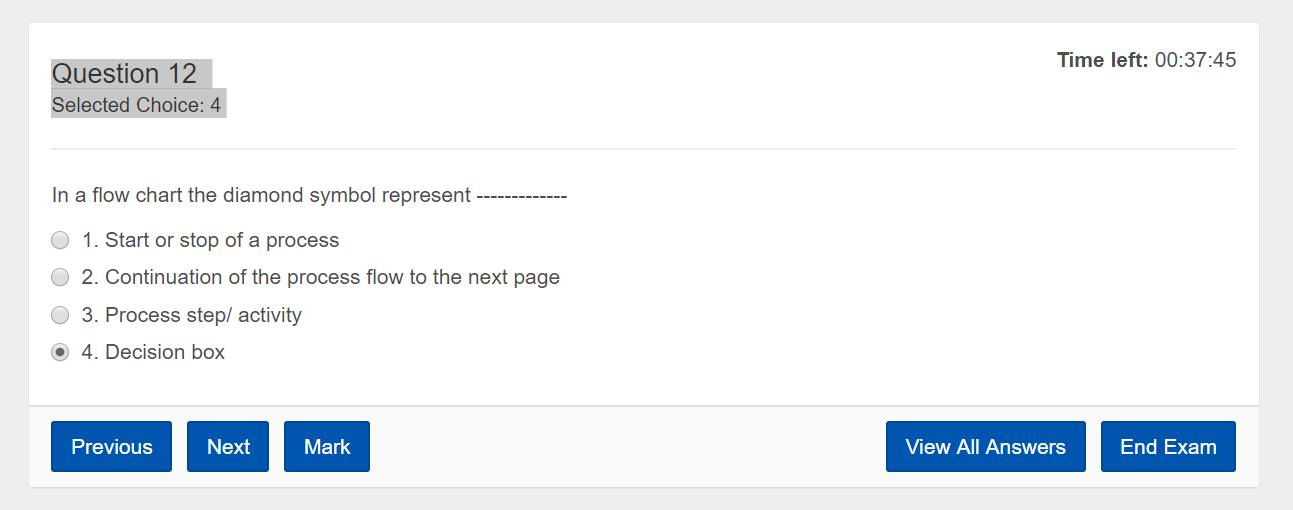 Question 12
Time left: 00:37:45
Selected Choice: 4
In a flow chart the diamond symbol represent -------------
1. Start or stop of a process
2. Continuation of the process flow to the next page
3. Process step/ activity
4. Decision box
Previous Next Mark View All Answers End Exam